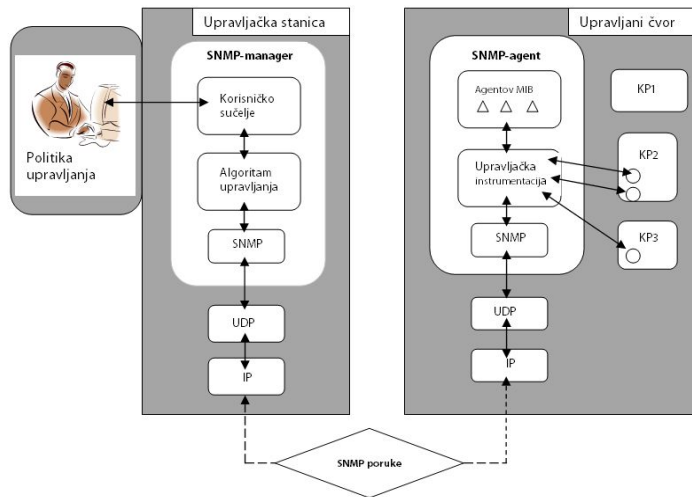 Upravljačka stanica
SNMP-manager
Korisničko
sučelje
Politika
upravljanja
Algoritam
upravljanja
SNMP
UDP
IP
Upravljani čvor
SNMP-agent
Agentov MIB
Upravljačka
instrumentacija
SNMP
UDP
IP
KP1
KP2
KP3
SNMP poruke